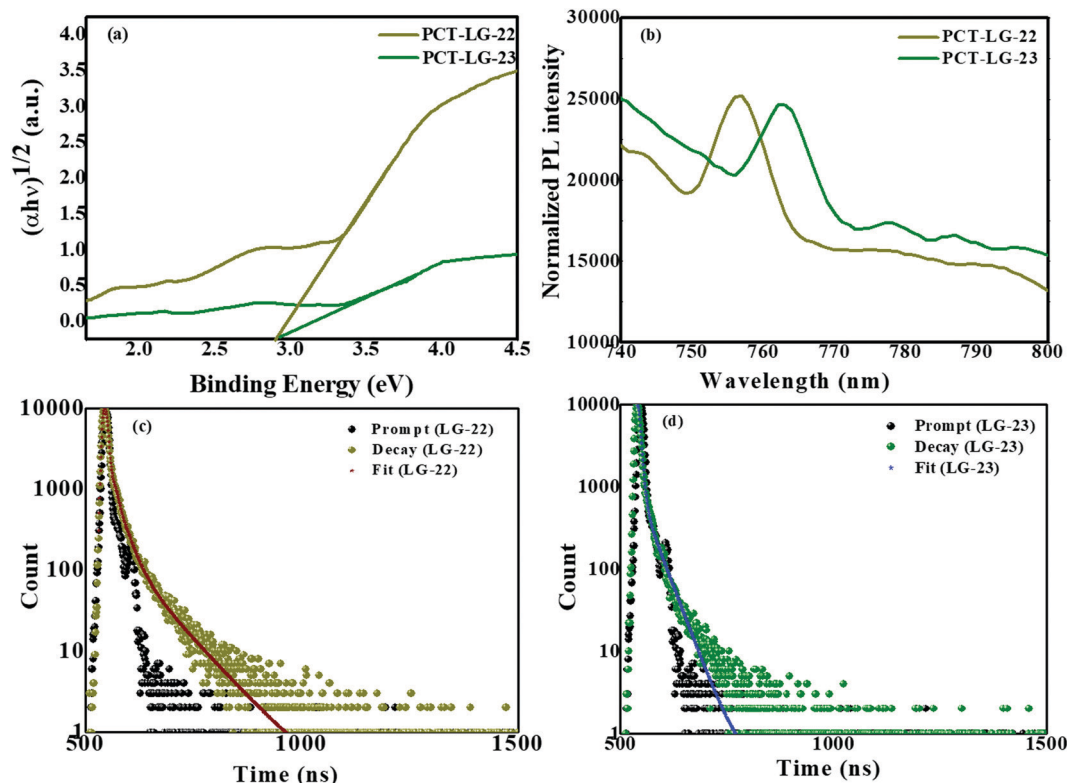 (a)
PCT-LG-22
PCT-LG-23
4.0
3.5
3.0
2.5
2.0
1.5
1.0
0.5
0.0
(αhν)1/2 (a.u.)
2.0 2.5 3.0 3.5 4.0 4.5
Binding Energy (eV)
(b)
PCT-LG-22
PCT-LG-23
30000
25000
20000
15000
10000
Normalized PL intensity
740 750 760 770 780 790 800
Wavelength (nm)
(c)
Prompt (LG-22)
Decay (LG-22)
Fit (LG-22)
10000
1000
100
10
1
Count
500 1000 1500
Time (ns)
(d)
Prompt (LG-23)
Decay (LG-23)
Fit (LG-23)
10000
1000
100
10
1
Count
500 1000 1500
Time (ns)